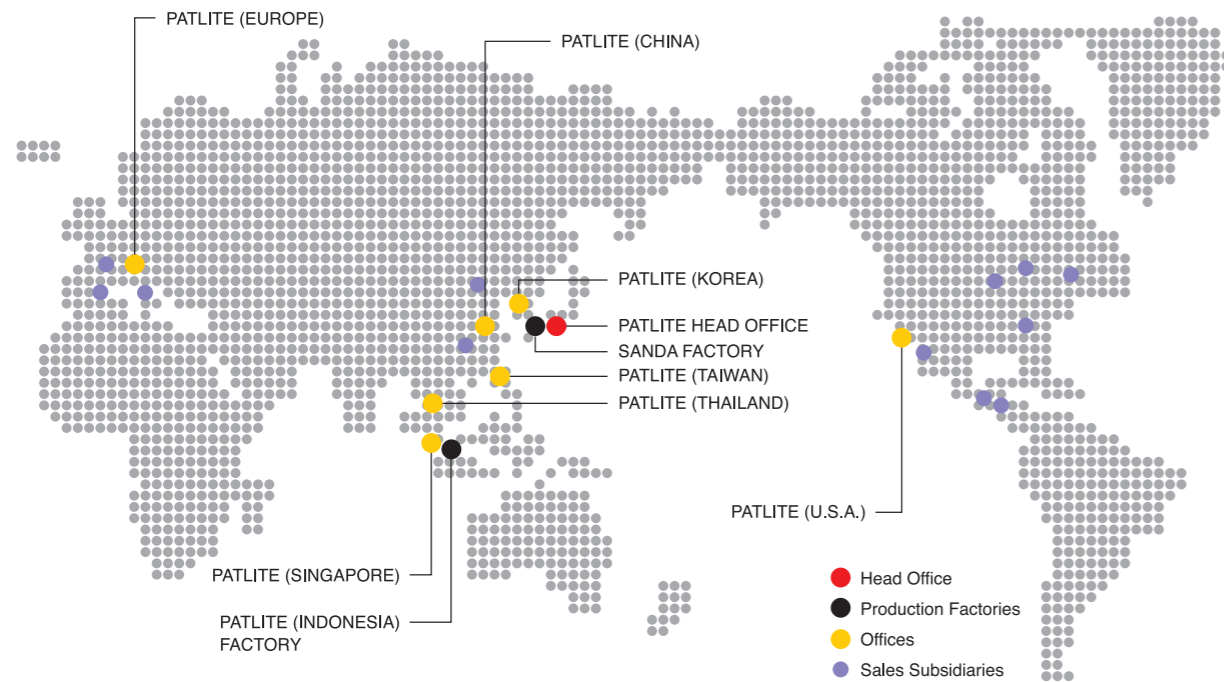 PATLITE (EUROPE)
PATLITE (CHINA)
PATLITE (KOREA)
PATLITE HEAD OFFICE
SANDA FACTORY
PATLITE (TAIWAN)
PATLITE (THAILAND)
PATLITE (U.S.A.)
PATLITE (SINGAPORE)
PATLITE (INDONESIA)
FACTORY
Head Office
Production Factories
Offices
Sales Subsidiaries